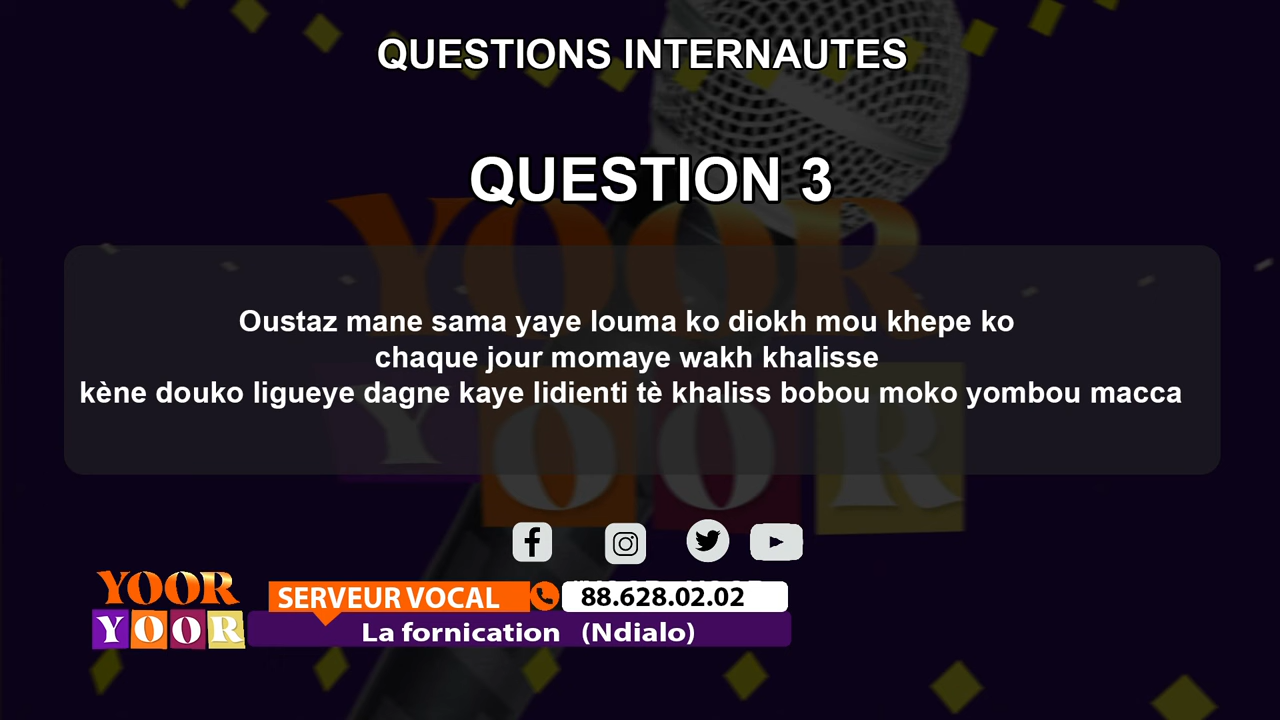 QUESTIONS INTERNAUTES
QUESTION 3
YOOR
YOOR
Oustaz mane sama yaye louma ko diokh mou khepe ko
chaque jour momaye wakh khalisse
kène douko ligueye dagne kaye lidienti tè khaliss bobou moko yombou macca
YOOR
YOOR
SERVEUR VOCAL
88.628.02.02
La fornication (Ndialo)